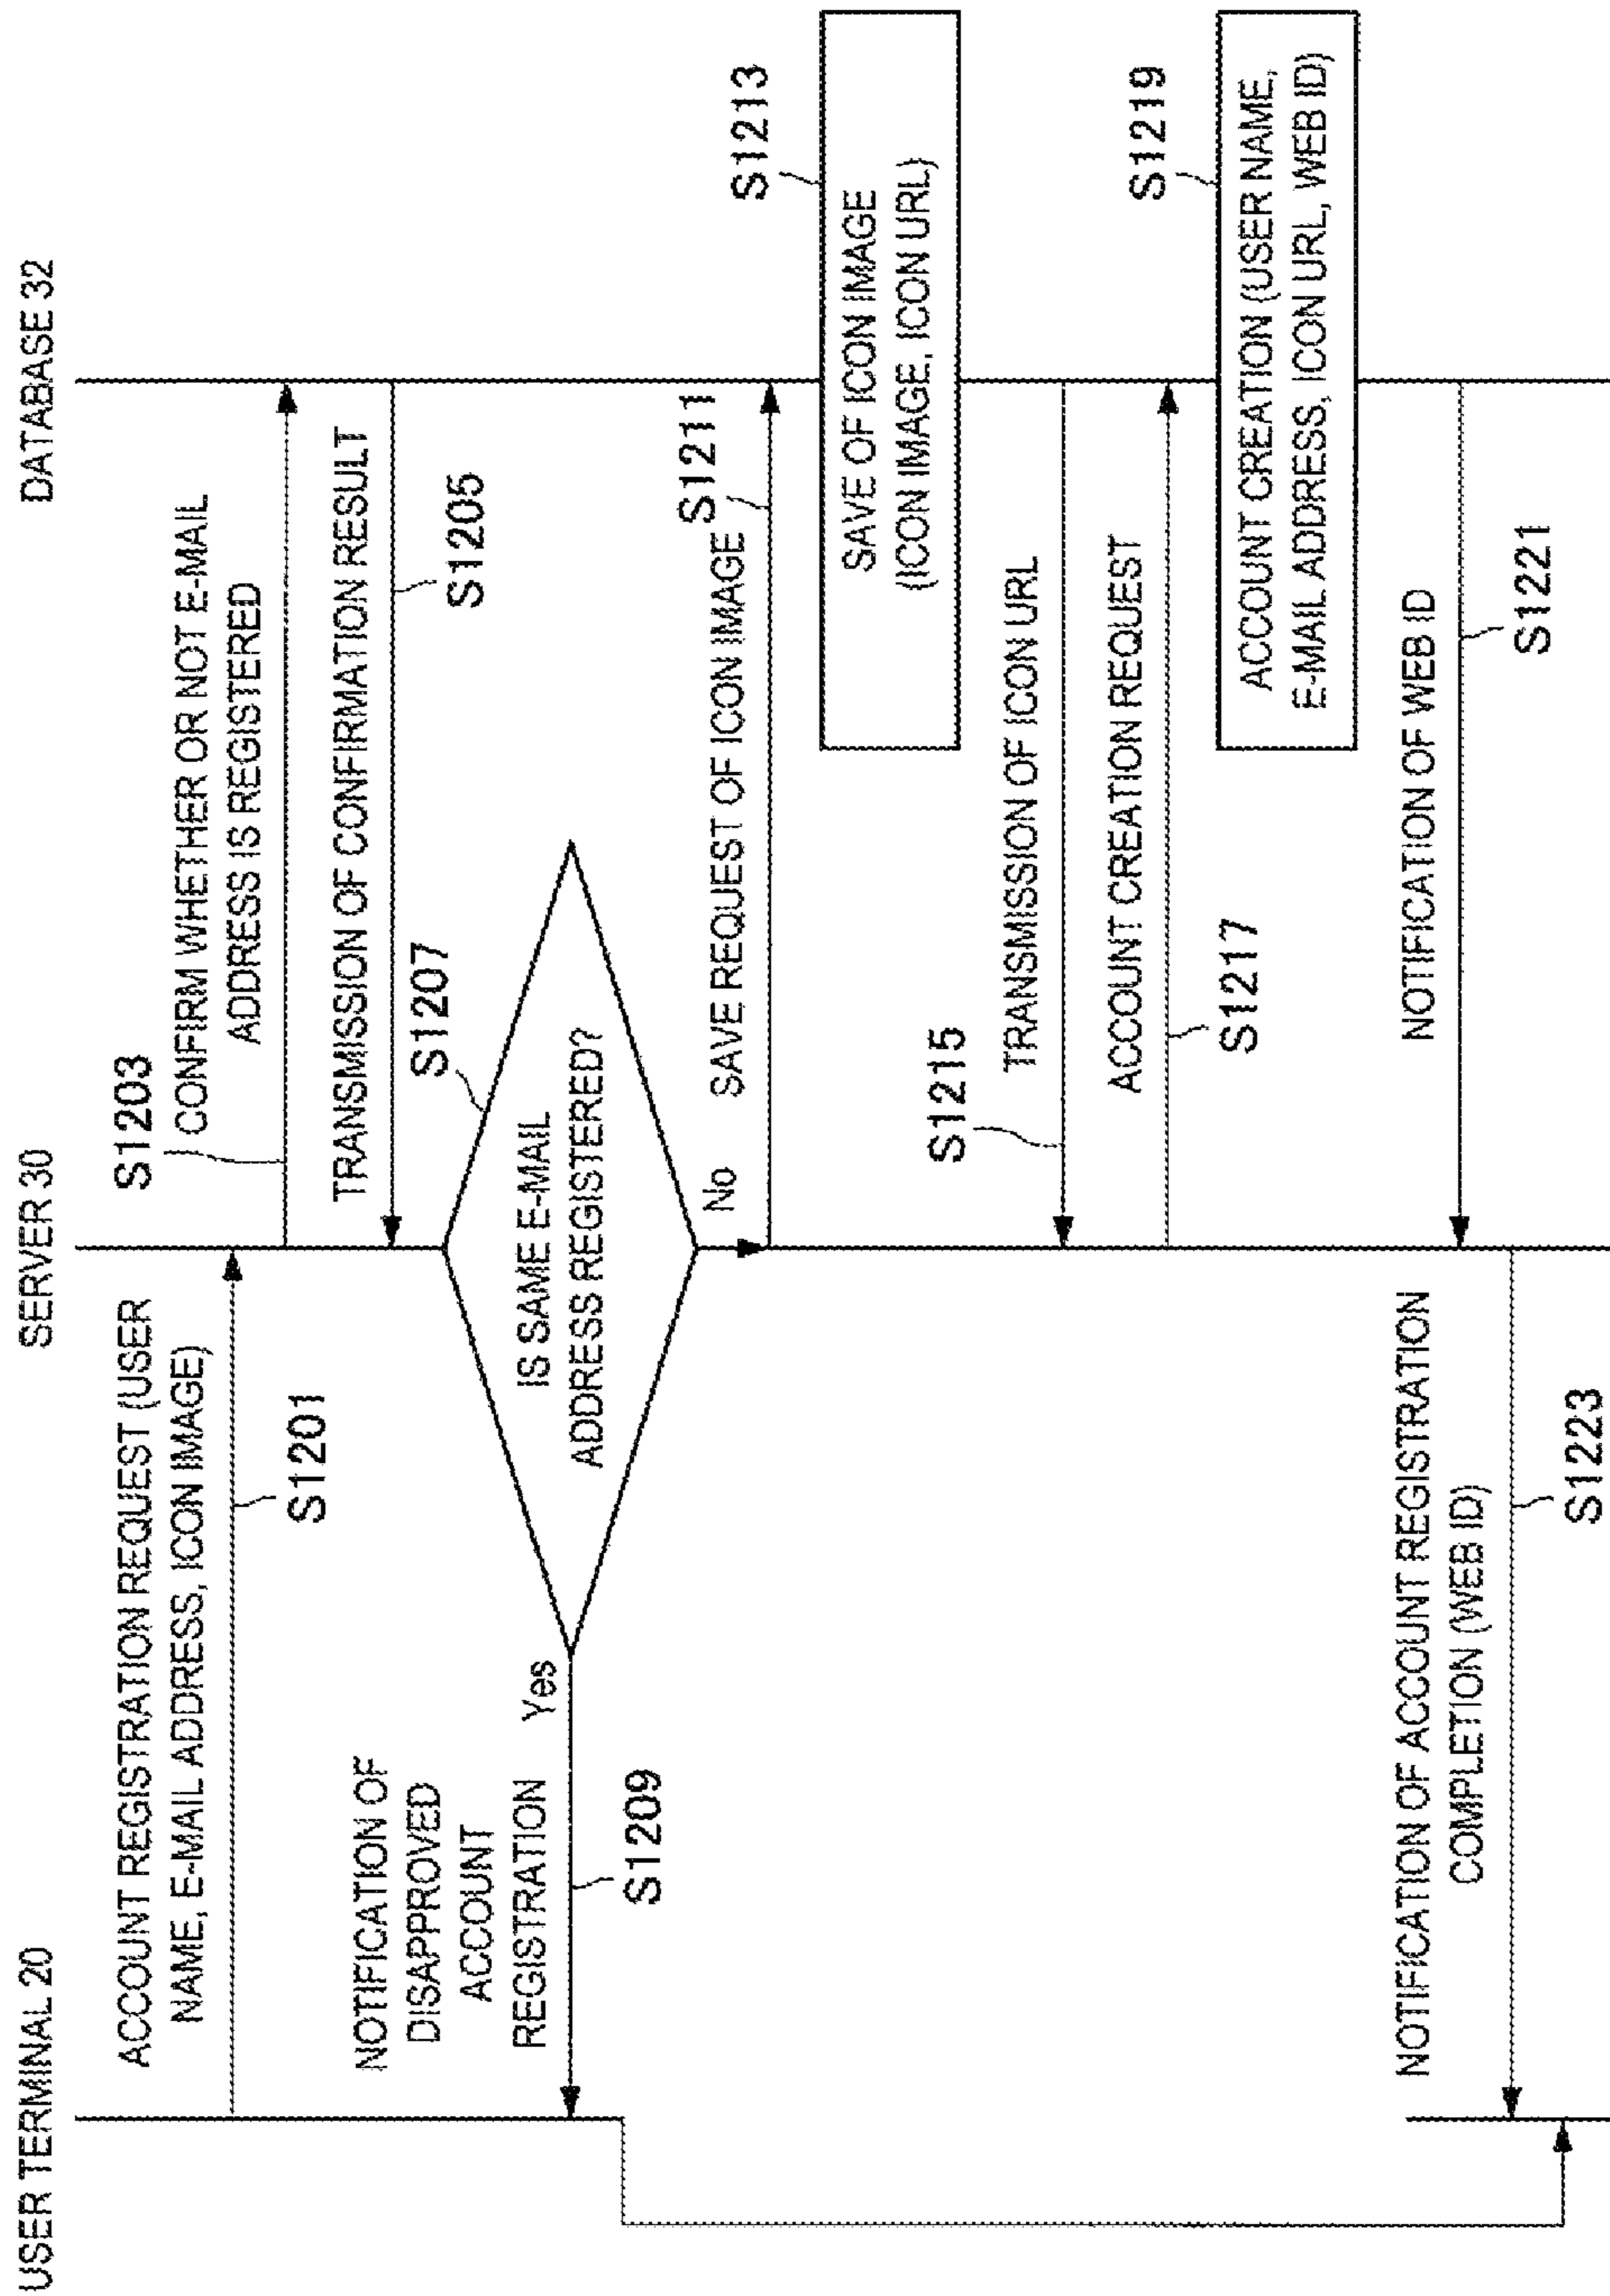 USER TERMINAL 20
SERVER 30
DATABASE 32
ACCOUNT REGISTRATION REQUEST (USER
NAME, E-MAIL ADDRESS, ICON IMAGE)
S1201
S1203
CONFIRM WHETHER OR NOT E-MAIL
ADDRESS IS REGISTERED
TRANSMISSION OF CONFIRMATION RESULT
S1205
S1207
IS SAME E-MAIL
ADDRESS REGISTERED?
Yes
NOTIFICATION OF
DISAPPROVED
ACCOUNT
REGISTRATION
S1209
No
SAVE REQUEST OF ICON IMAGE
S1211
S1213
SAVE OF ICON IMAGE
(ICON IMAGE, ICON URL)
S1215
TRANSMISSION OF ICON URL
ACCOUNT CREATION REQUEST
S1217
S1219
ACCOUNT CREATION (USER NAME,
E-MAIL ADDRESS, ICON URL, WEB ID)
NOTIFICATION OF WEB ID
S1221
NOTIFICATION OF ACCOUNT REGISTRATION
COMPLETION (WEB ID)
S1223